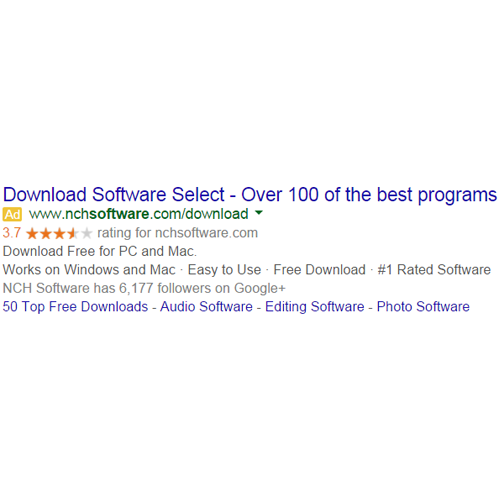 Download Software Select - Over 100 of the best programs
Ad www.nchsoftware.com/download
3.7 rating for nchsoftware.com
Download Free for PC and Mac.
Works on Windows and Mac · Easy to Use · Free Download · #1 Rated Software
NCH Software has 6,177 followers on Google+
50 Top Free Downloads - Audio Software - Editing Software - Photo Software